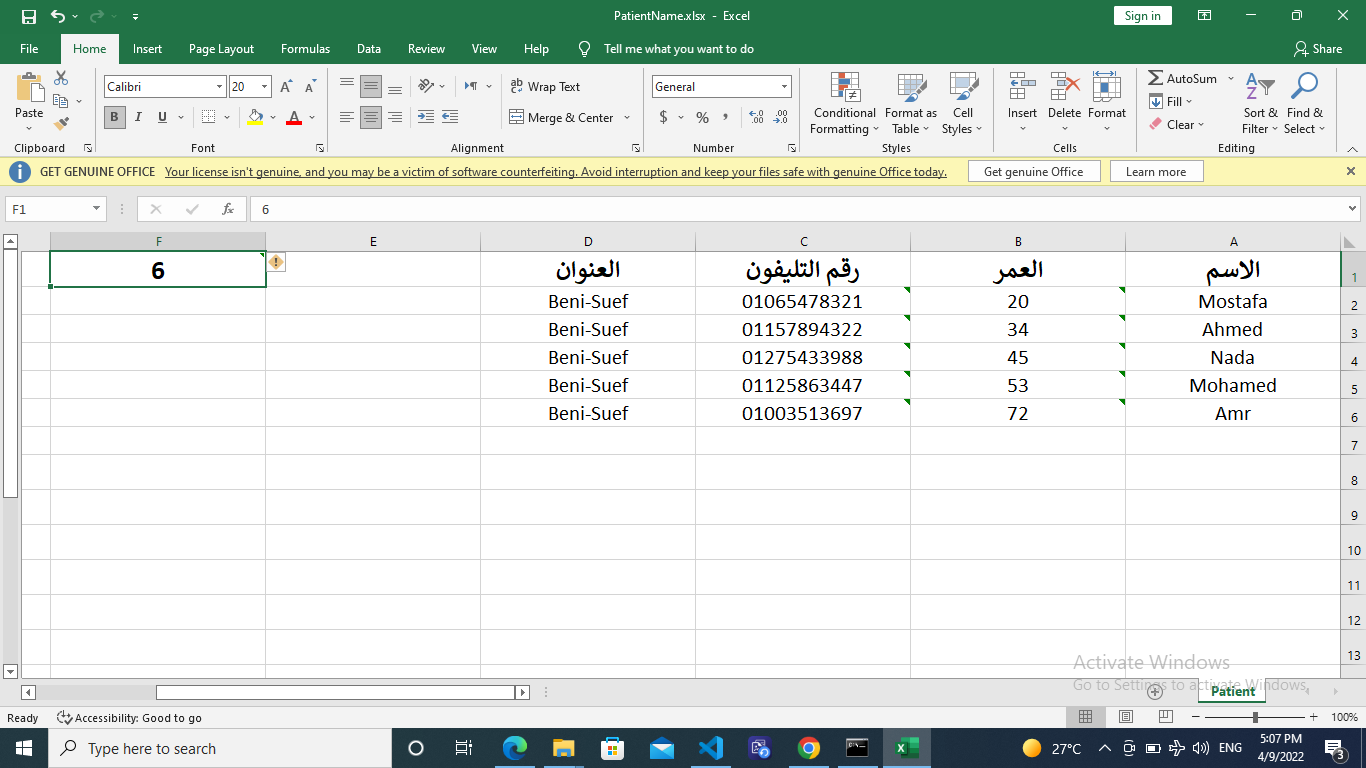 PatientName.xlsx - Excel
Sign in
File Home Insert Page Layout Formulas Data Review View Help Tell me what you want to do Share
Paste
Clipboard
Calibri 20 A A
B I U A
Font
ab Wrap Text
Merge & Center
Alignment
General
$ % ,
Number
Conditional Formatting
Format as Table
Cell Styles
Styles
Insert Delete Format
Cells
AutoSum
Fill
Clear
Sort & Filter
Find & Select
Editing
GET GENUINE OFFICE Your license isn't genuine, and you may be a victim of software counterfeiting. Avoid interruption and keep your files safe with genuine Office today. Get genuine Office Learn more
F1 fx 6
F E D C B A
6 العنوان رقم التليفون العمر الاسم 1
Beni-Suef 01065478321 20 Mostafa 2
Beni-Suef 01157894322 34 Ahmed 3
Beni-Suef 01275433988 45 Nada 4
Beni-Suef 01125863447 53 Mohamed 5
Beni-Suef 01003513697 72 Amr 6
7
8
9
10
11
12
13
Activate Windows
Go to Settings to activate Windows.
Patient
Ready Accessibility: Good to go 100%
Type here to search
27°C ENG
5:07 PM
4/9/2022
3